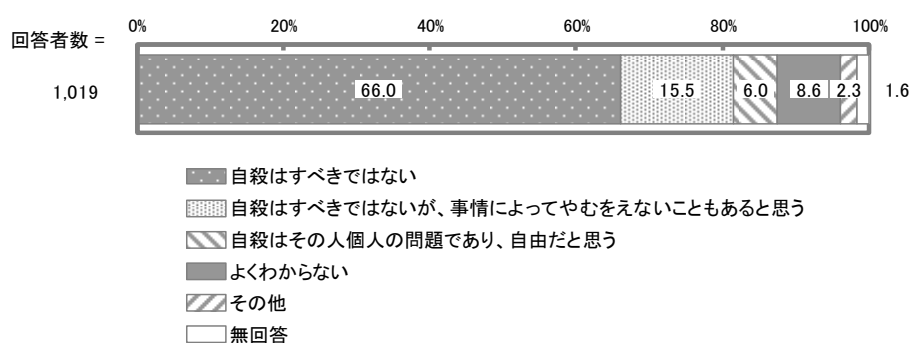 0% 20% 40% 60% 80% 100%
回答者数 =
1,019 66.0 15.5 6.0 8.6 2.3 1.6
自殺はすべきではない
自殺はすべきではないが、事情によってやむをえないこともあると思う
自殺はその人個人の問題であり、自由だと思う
よくわからない
その他
無回答